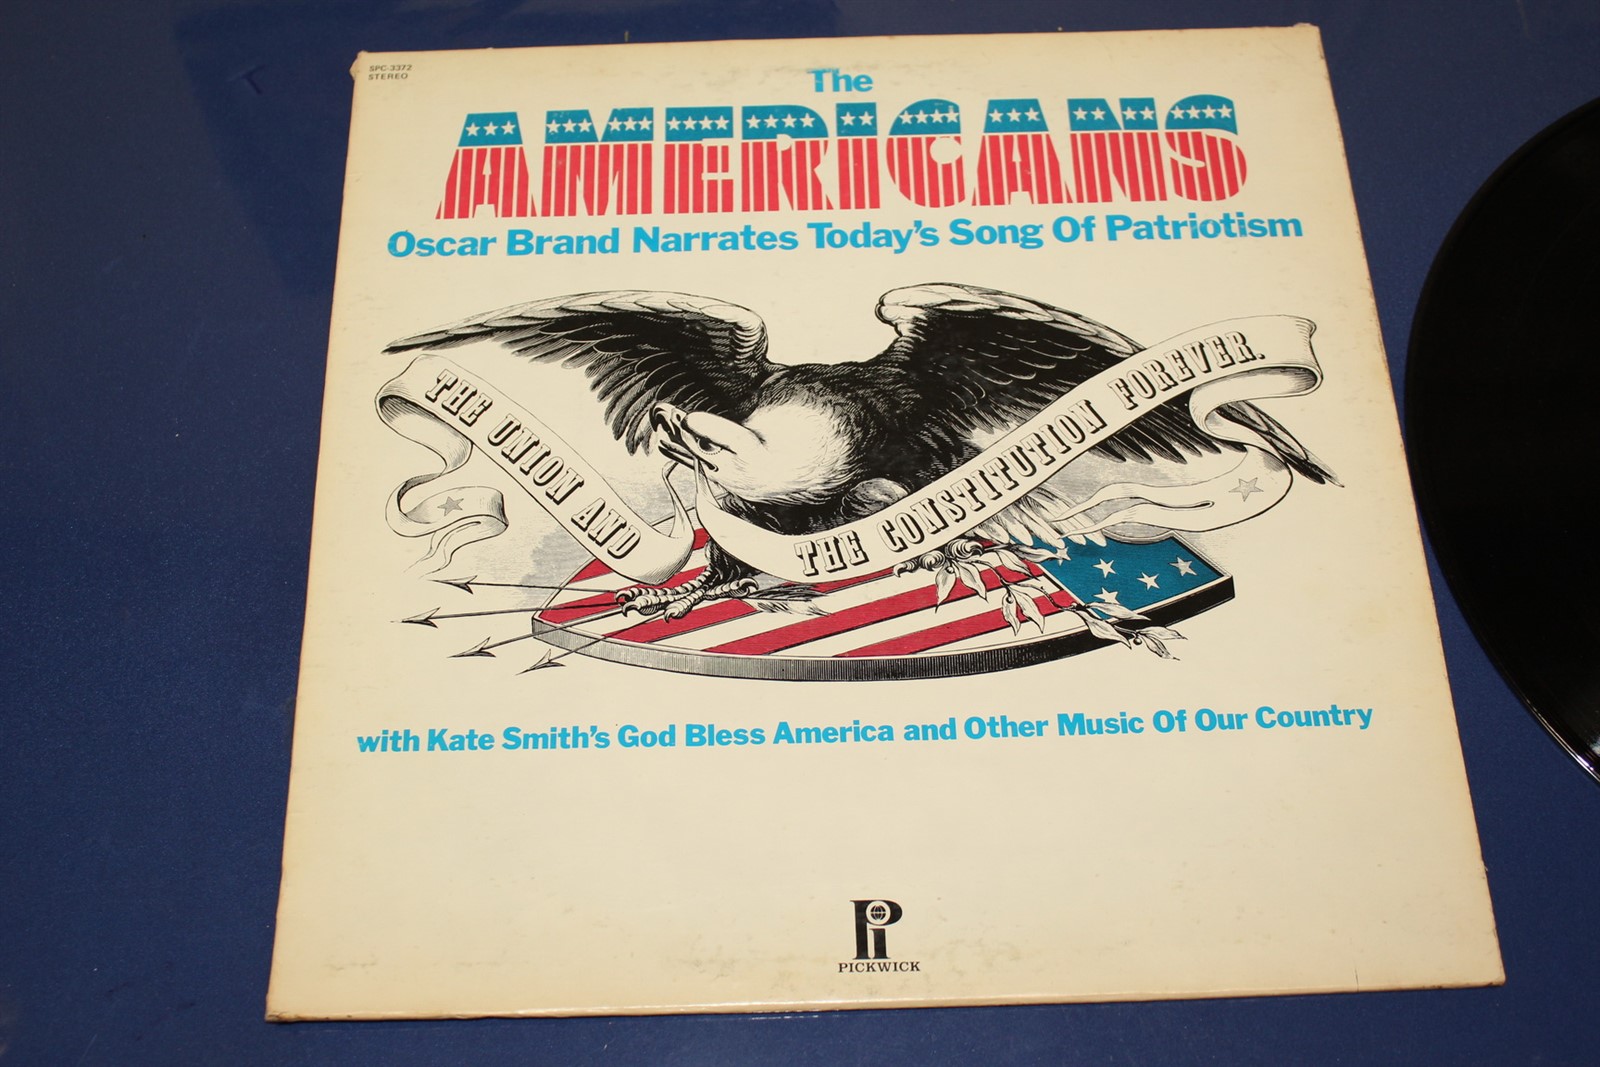 SPC-3372
STEREO
The
AMERICANS
Oscar Brand Narrates Today's Song Of Patriotism
THE UNION AND
THE CONSTITUTION FOREVER.
with Kate Smith's God Bless America and Other Music Of Our Country
Pi
PICKWICK